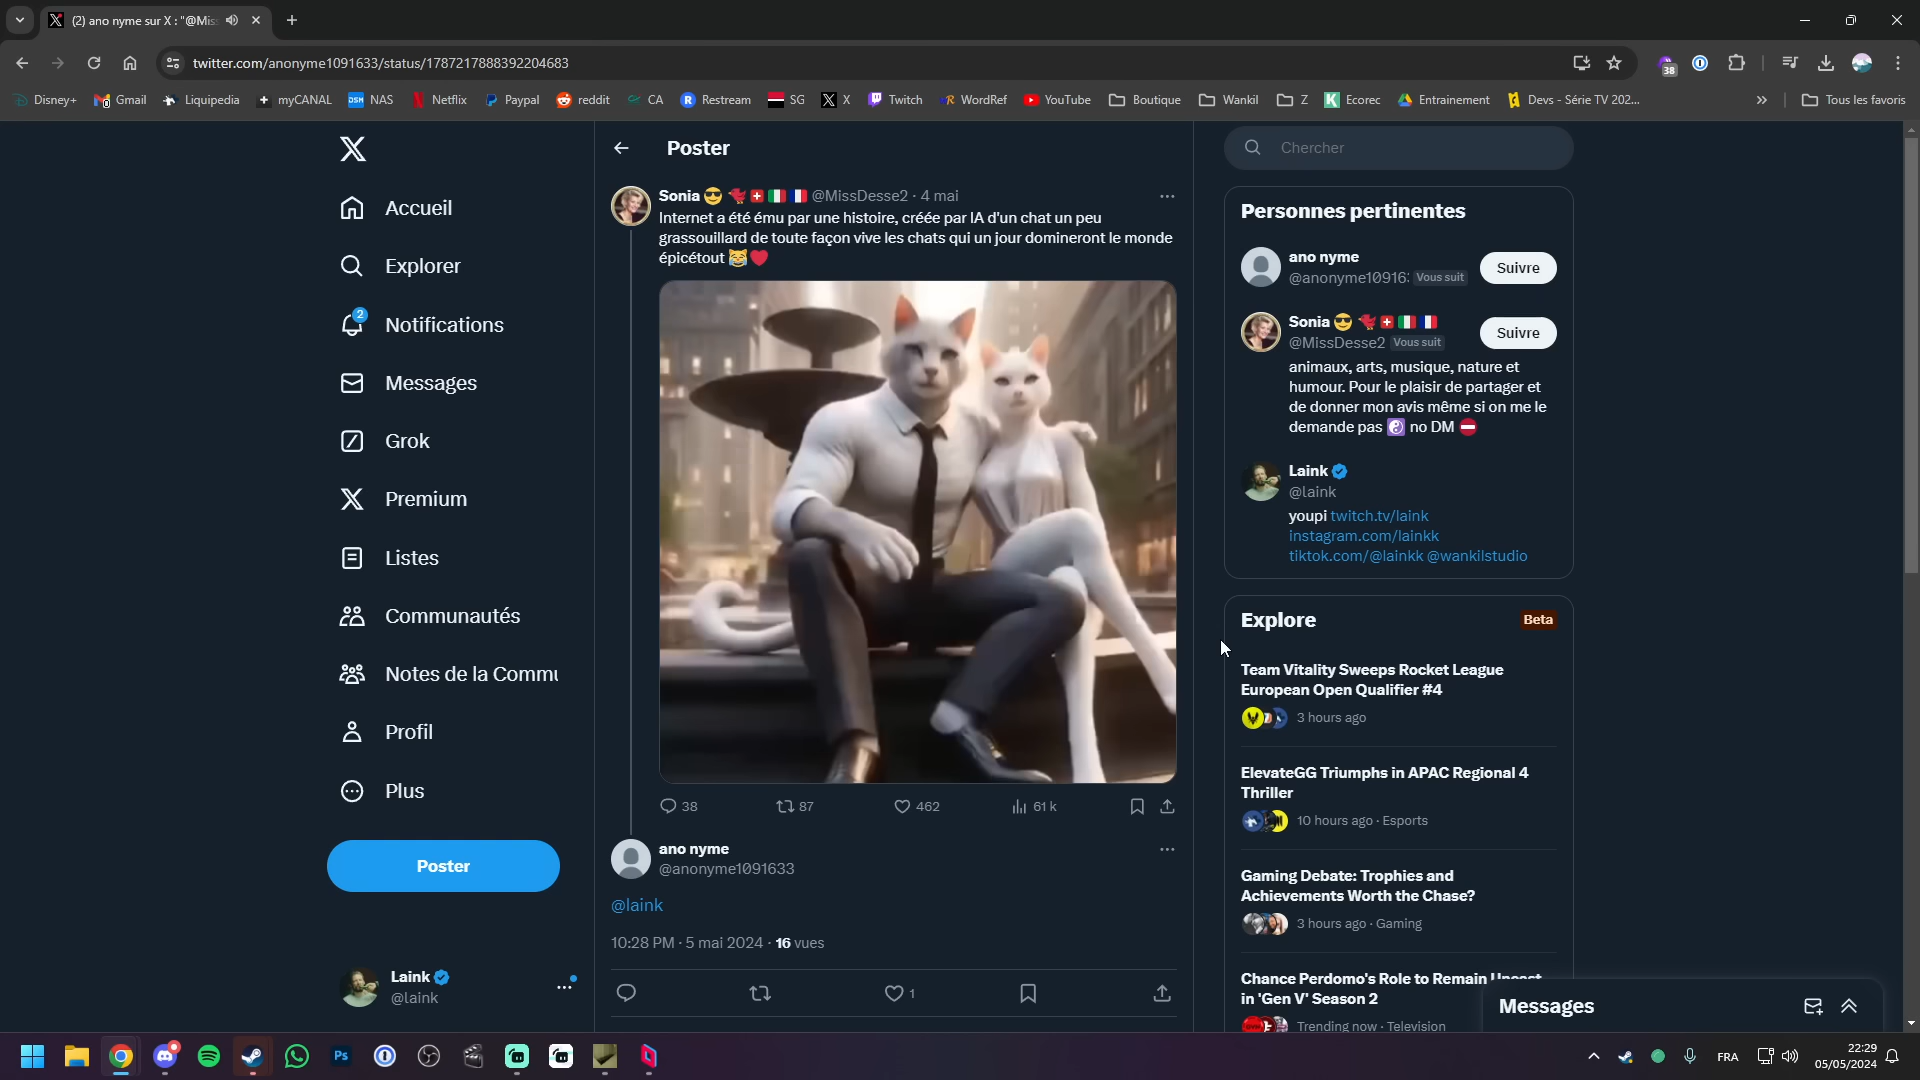 (2) ano nyme sur X : "@Mis
twitter.com/anonyme1091633/status/1787217888392204683
38
Disney+
Gmail
Liquipedia
myCANAL
NAS
Netflix
Paypal
reddit
CA
Restream
SG
X
Twitch
WordRef
YouTube
Boutique
Wankil
Z
Ecorec
Entrainement
Devs - Série TV 202...
Tous les favoris
Accueil
Explorer
2
Notifications
Messages
Grok
Premium
Listes
Communautés
Notes de la Commu
Profil
Plus
Poster
Laink
@laink
Poster
Sonia 😎 🐦‍🔥🇨🇭🇮🇹🇫🇷 @MissDesse2 · 4 mai
Internet a été ému par une histoire, créée par IA d'un chat un peu
grassouillard de toute façon vive les chats qui un jour domineront le monde
épicétout 😹❤️
38
87
462
61 k
ano nyme
@anonyme1091633
@laink
10:28 PM · 5 mai 2024 · 16 vues
1
Chercher
Personnes pertinentes
ano nyme
@anonyme10916 Vous suit
Suivre
Sonia 😎
@MissDesse2 Vous suit
Suivre
animaux, arts, musique, nature et
humour. Pour le plaisir de partager et
de donner mon avis même si on me le
demande pas ☯️ no DM ⛔
Laink
@laink
youpi twitch.tv/laink
instagram.com/lainkk
tiktok.com/@lainkk @wankilstudio
Explore
Beta
Team Vitality Sweeps Rocket League
European Open Qualifier #4
3 hours ago
ElevateGG Triumphs in APAC Regional 4
Thriller
10 hours ago · Esports
Gaming Debate: Trophies and
Achievements Worth the Chase?
3 hours ago · Gaming
Chance Perdomo's Role to Remain Uncast
in 'Gen V' Season 2
Trending now · Television
Messages
Ps
FRA
22:29
05/05/2024